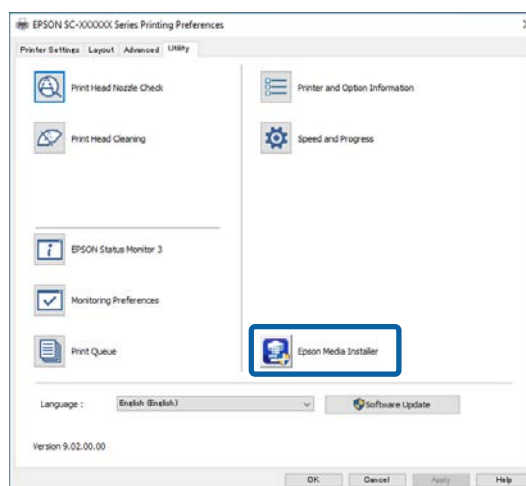 EPSON SC-XXXXXX Series Printing Preferences
Printer Settings Layout Advanced Utility
Print Head Nozzle Check
Printer and Option Information
Print Head Cleaning
Speed and Progress
EPSON Status Monitor 3
Monitoring Preferences
Print Queue
Epson Media Installer
Language : English (English) Software Update
Version 9.02.00.00
OK Cancel Apply Help